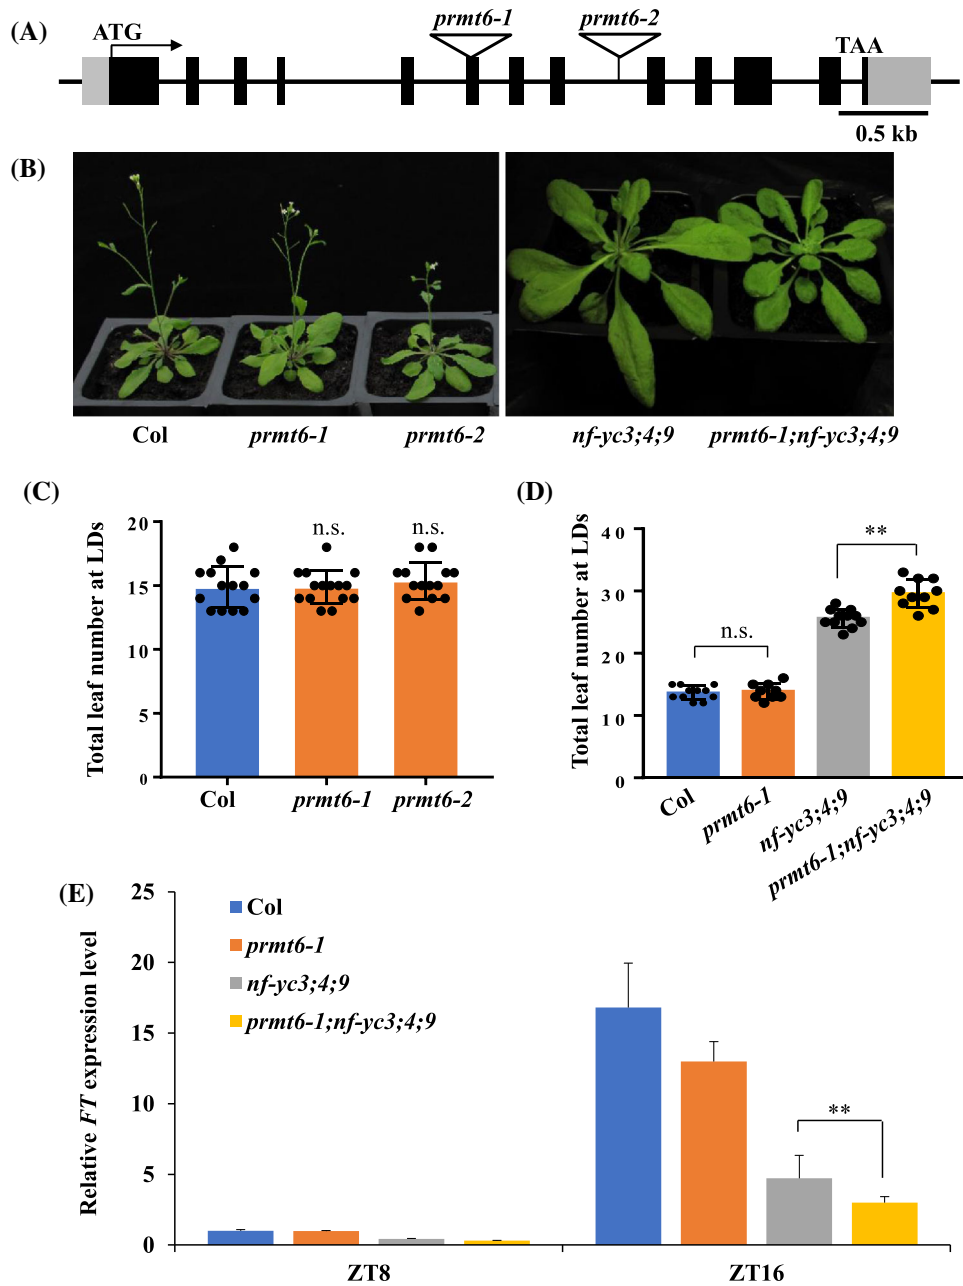 (A)
prmt6-1
prmt6-2
ATG
TAA
0.5 kb
(B)
Col
prmt6-1
prmt6-2
nf-yc3;4;9
prmt6-1;nf-yc3;4;9
(C)
Total leaf number at LDs
20
15
10
5
0
n.s.
n.s.
Col
prmt6-1
prmt6-2
(D)
Total leaf number at LDs
40
30
20
10
0
n.s.
**
Col
prmt6-1
nf-yc3;4;9
prmt6-1;nf-yc3;4;9
(E)
Relative FT expression level
25
20
15
10
5
0
Col
prmt6-1
nf-yc3;4;9
prmt6-1;nf-yc3;4;9
**
ZT8
ZT16